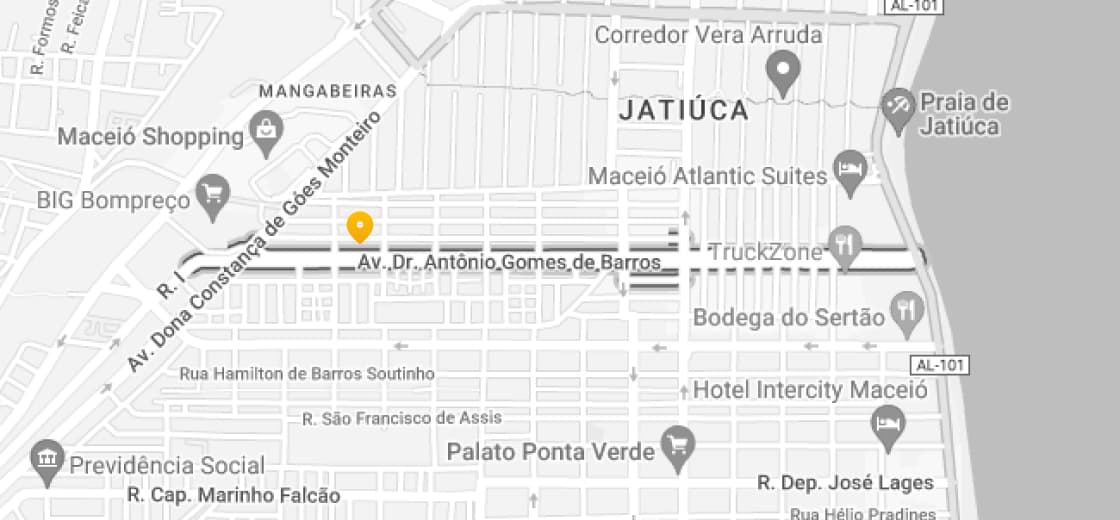 AL-101
R. Formos
R. Feica
Corredor Vera Arruda
MANGABEIRAS
JATIÚCA
Praia de
Jatiúca
Maceió Shopping
Maceió Atlantic Suites
BIG Bompreço
Av. Dona Constança de Góes Monteiro
TruckZone
Av. Dr. Antônio Gomes de Barros
R. I
Bodega do Sertão
AL-101
Rua Hamilton de Barros Soutinho
Hotel Intercity Maceió
R. São Francisco de Assis
Palato Ponta Verde
Previdência Social
R. Dep. José Lages
R. Cap. Marinho Falcão
Rua Hélio Pradines